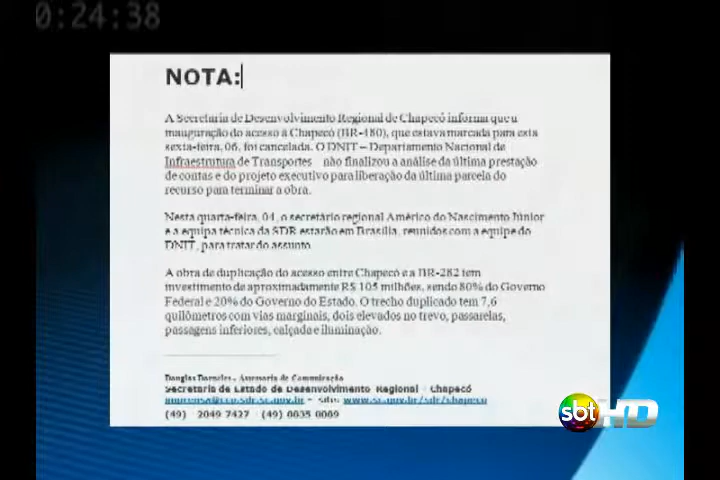 0:24:38
NOTA:
A Secretaria de Desenvolvimento Regional de Chapecó informa que a
inauguração do acesso à Chapecó (BR-480), que estava marcada para esta
sexta-feira, 06, foi cancelada. O DNIT – Departamento Nacional de
Infraestrutura de Transportes não finalizou a análise da última prestação
de contas e do projeto executivo para liberação da última parcela do
recurso para terminar a obra.
Nesta quarta-feira, 04, o secretário regional Américo do Nascimento Júnior
e a equipe técnica da SDR estarão em Brasília, reunidos com a equipe do
DNIT, para tratar do assunto.
A obra de duplicação do acesso entre Chapecó e a BR-282 tem
investimento de aproximadamente R$ 105 milhões, sendo 80% do Governo
Federal e 20% do Governo do Estado. O trecho duplicado tem 7,6
quilômetros com vias marginais, dois elevados no trevo, passarelas,
passagens inferiores, calçada e iluminação.
Douglas - Assessoria de Comunicação
Secretaria de Estado de Desenvolvimento Regional - Chapecó
www.sc.gov.br/sdr/chapeco
(49) 2049 7427
sbt HD